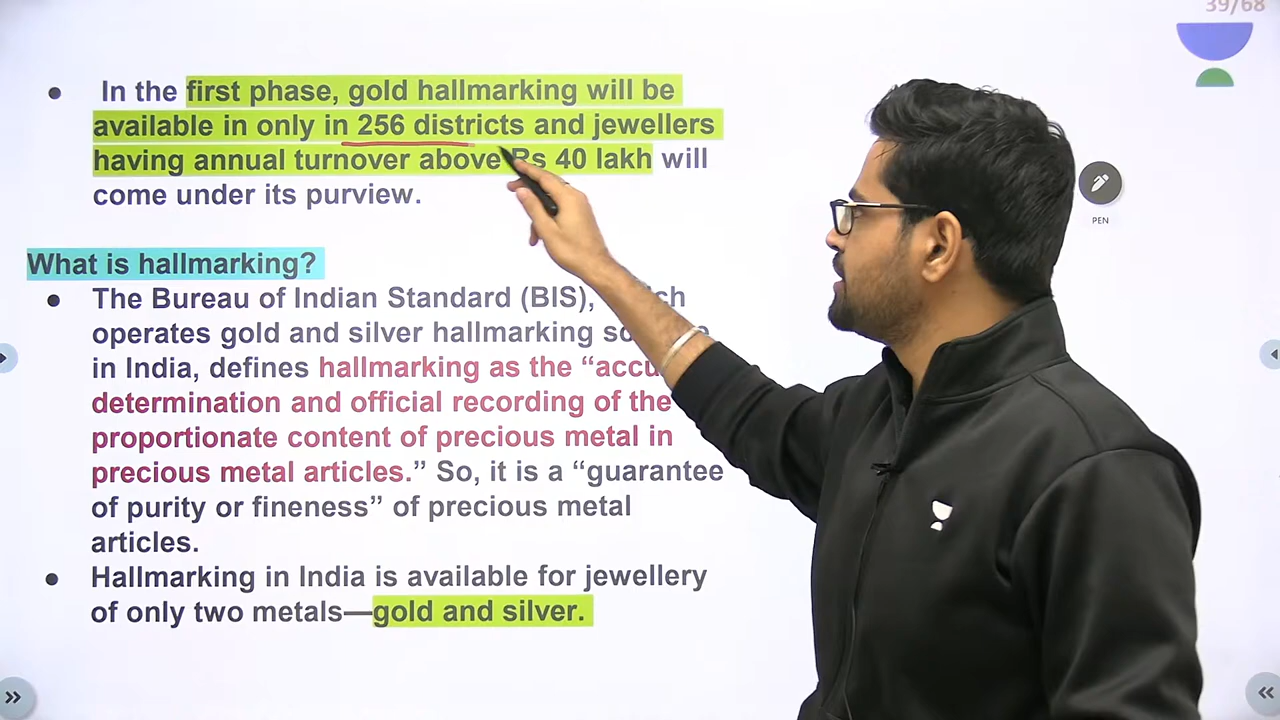 39/68
In the first phase, gold hallmarking will be
available in only in 256 districts and jewellers
having annual turnover above Rs 40 lakh will
come under its purview.
PEN
What is hallmarking?
The Bureau of Indian Standard (BIS),
operates gold and silver hallmarking
in India, defines hallmarking as the “
determination and official recording of the
proportionate content of precious metal in
precious metal articles.” So, it is a “guarantee
of purity or fineness” of precious metal
articles.
Hallmarking in India is available for jewellery
of only two metals—gold and silver.